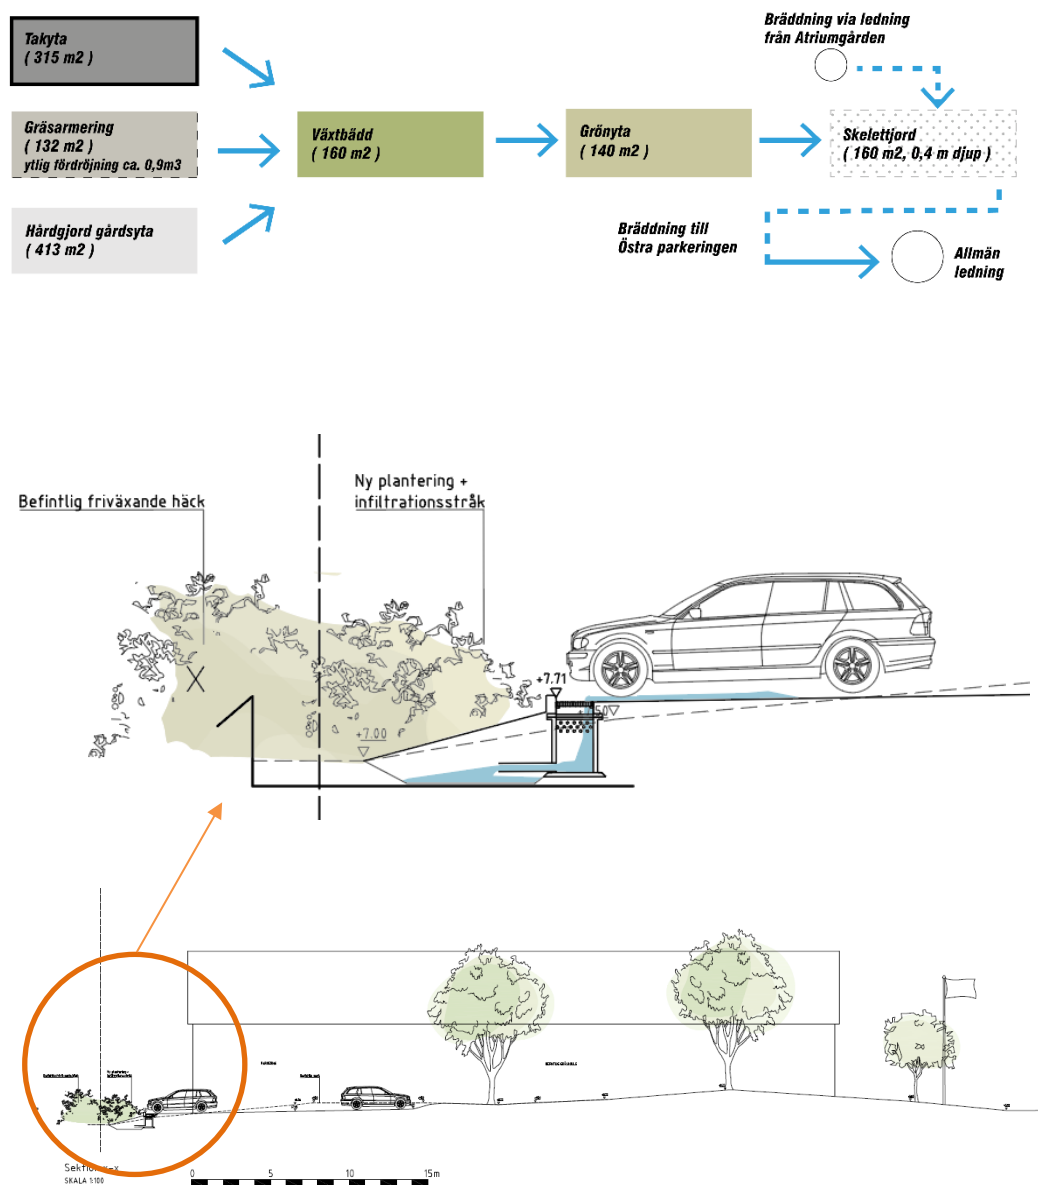 Takyta
( 315 m2 )
Bräddning via ledning
från Atriumgården
Gräsarmering
( 132 m2 )
ytlig fördröjning ca. 0,9m3
Växtbädd
( 160 m2 )
Grönyta
( 140 m2 )
Skelettjord
( 160 m2, 0,4 m djup )
Hårdgjord gårdsyta
( 413 m2 )
Bräddning till
Östra parkeringen
Allmän
ledning
Befintlig friväxande häck
Ny plantering +
infiltrationsstråk
+7.71
+7.00
Sektion x-x
SKALA 1:100
0 5 10 15m